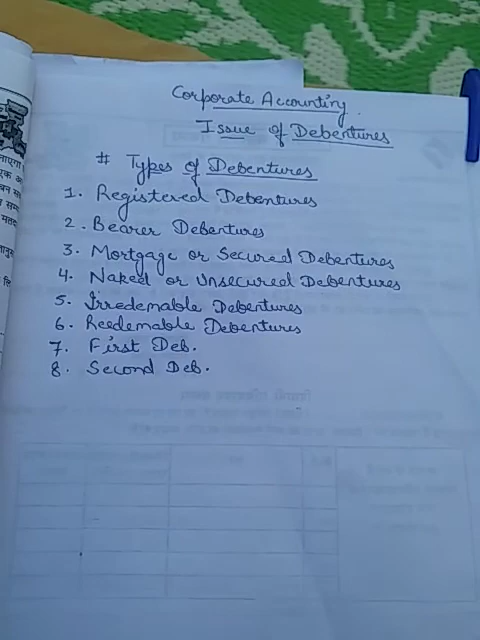 Corporate Accounting
Issue of Debentures
# Types of Debentures
1. Registered Debentures
2. Bearer Debentures
3. Mortgage or Secured Debentures
4. Naked or Unsecured Debentures
5. Irredemable Debentures
6. Reedemable Debentures
7. First Deb.
8. Second Deb.